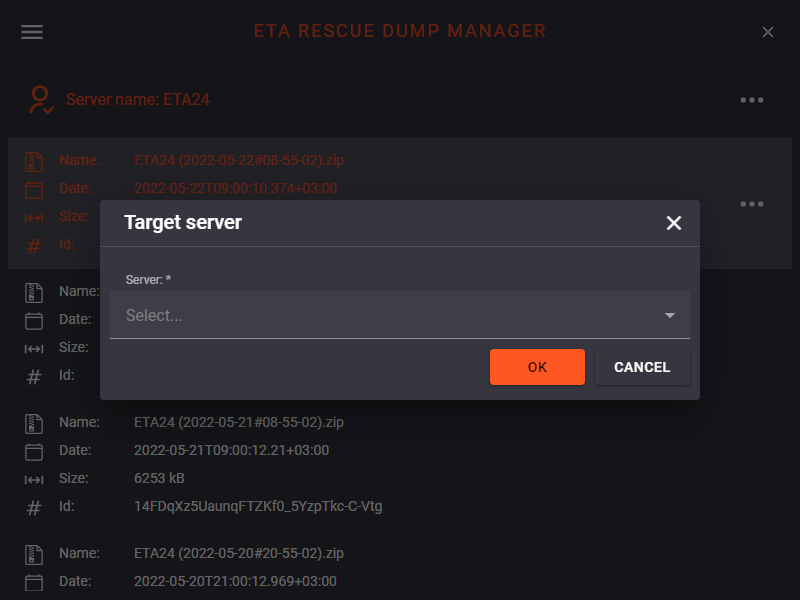 ETA RESCUE DUMP MANAGER
Server name: ETA24
Name: ETA24 (2022-05-22#08-55-02).zip
Date: 2022-05-22T09:00:10.374+03:00
Size:
Id:
Target server
Server: *
Select...
OK CANCEL
Name:
Date:
Size:
Id:
Name: ETA24 (2022-05-21#08-55-02).zip
Date: 2022-05-21T09:00:12.21+03:00
Size: 6253 kB
Id: 14FDqXz5UaunqFTZKf0_5YzpTkc-C-Vtg
Name: ETA24 (2022-05-20#20-55-02).zip
Date: 2022-05-20T21:00:12.969+03:00